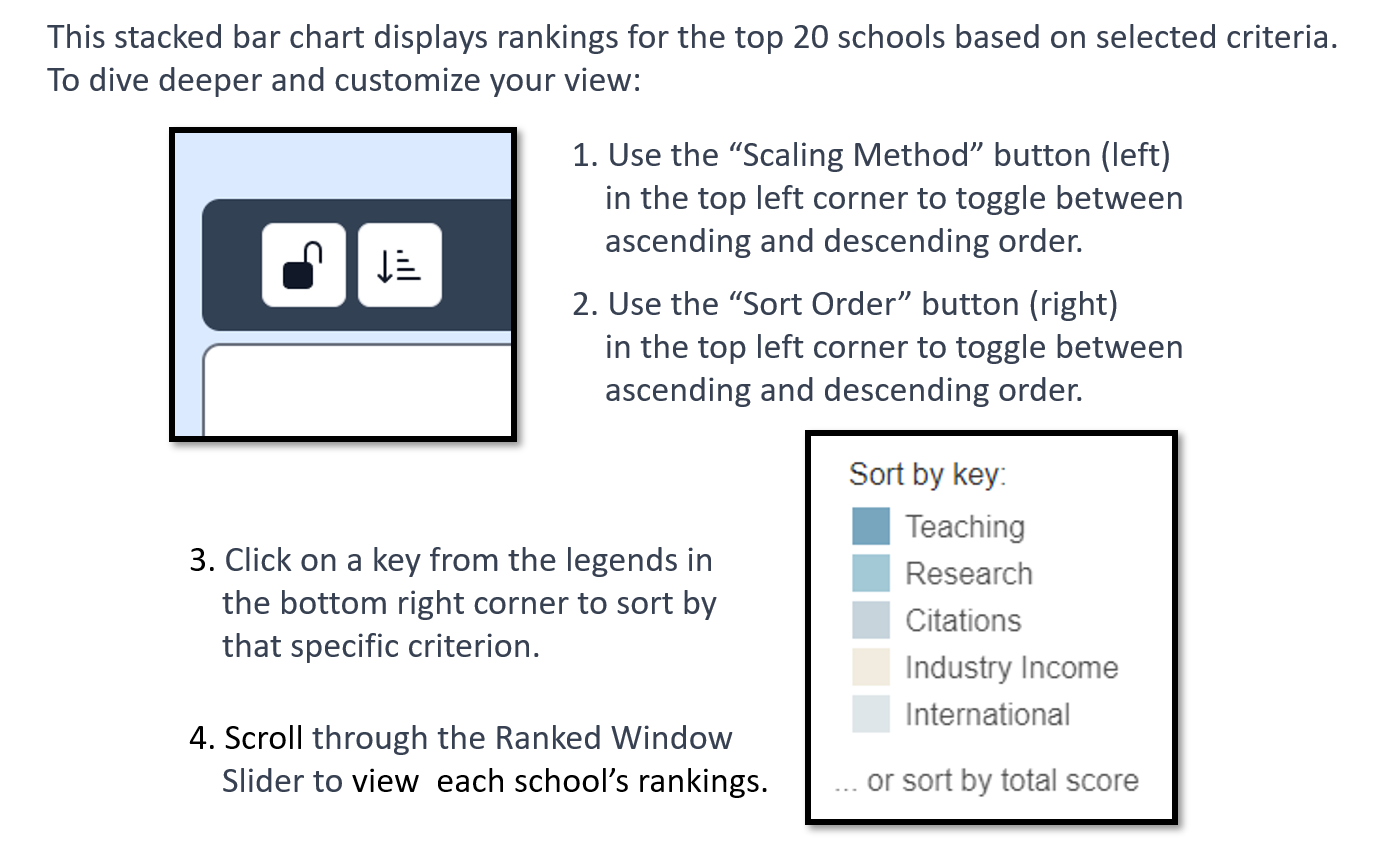 This stacked bar chart displays rankings for the top 20 schools based on selected criteria.
To dive deeper and customize your view:
1. Use the “Scaling Method” button (left)
in the top left corner to toggle between
ascending and descending order.
2. Use the “Sort Order” button (right)
in the top left corner to toggle between
ascending and descending order.
3. Click on a key from the legends in
the bottom right corner to sort by
that specific criterion.
4. Scroll through the Ranked Window
Slider to view  each school’s rankings.
Sort by key:
Teaching
Research
Citations
Industry Income
International
... or sort by total score